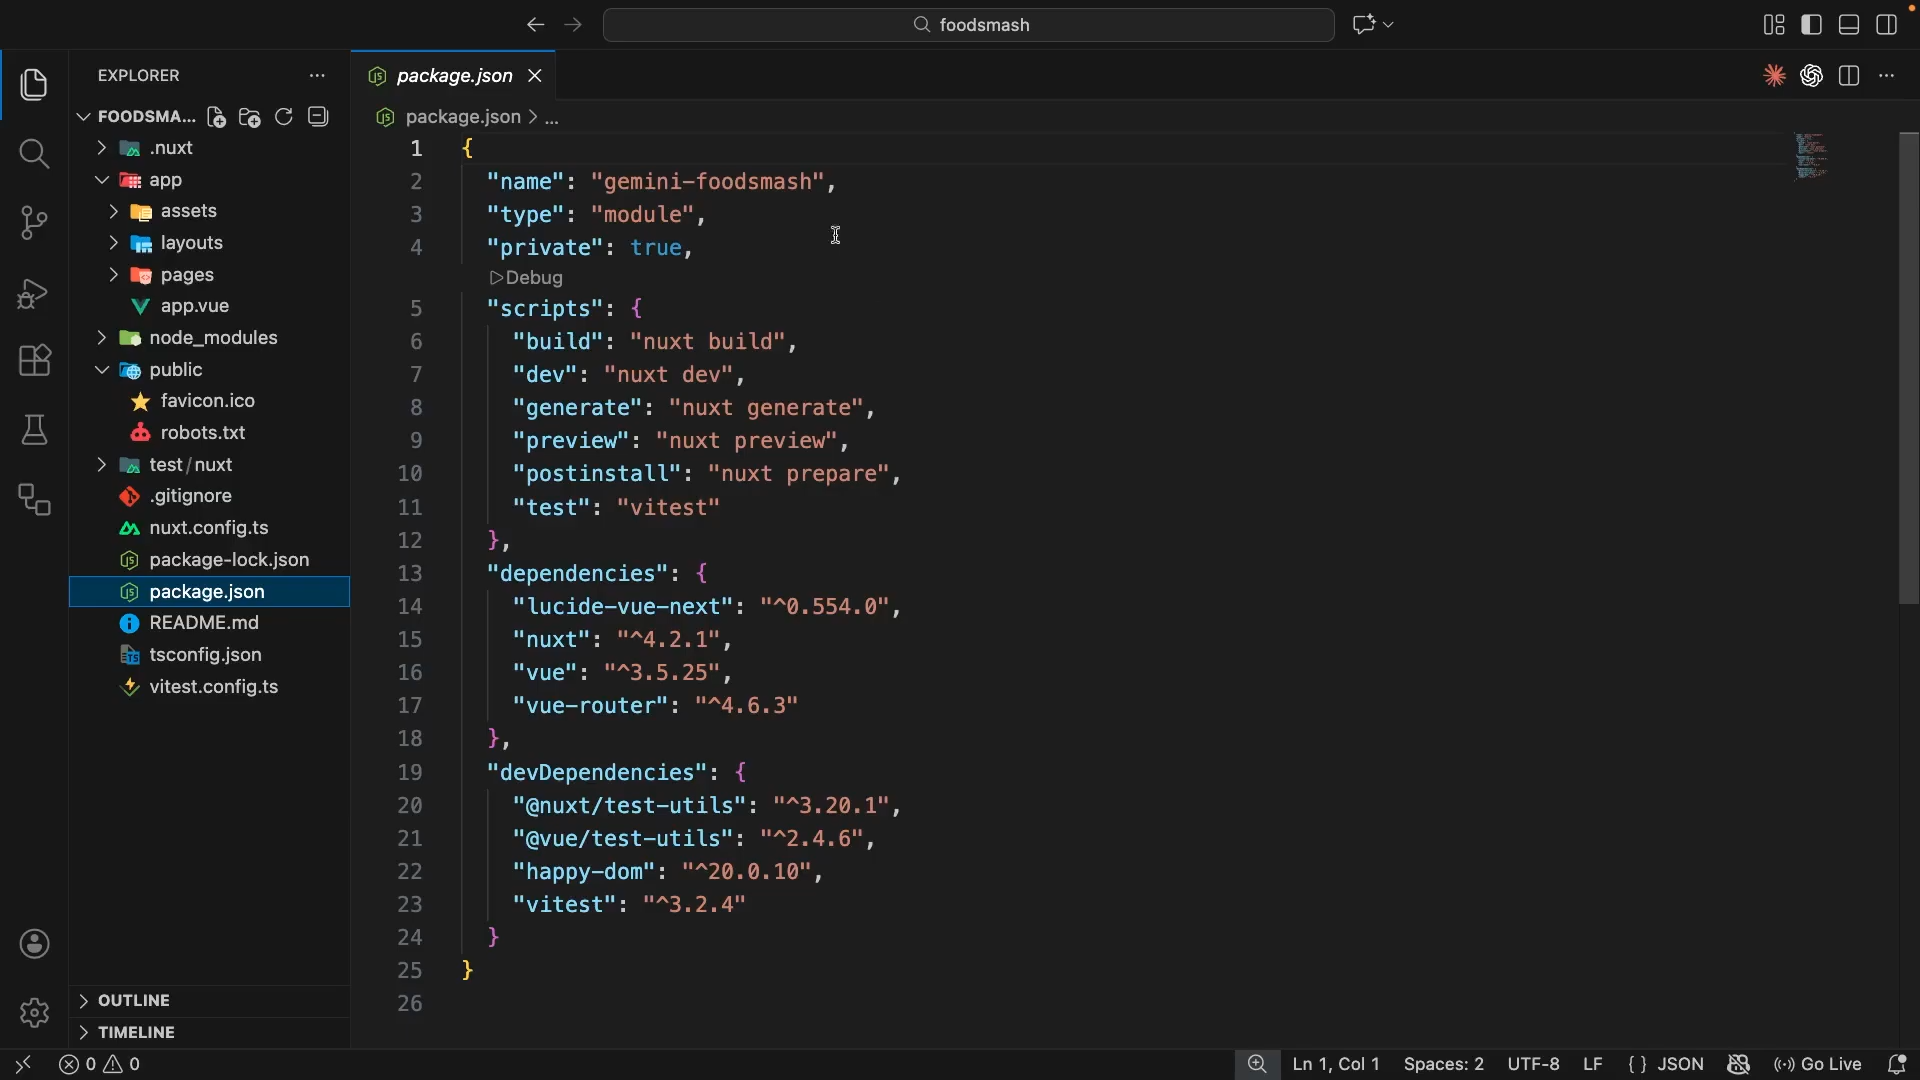 foodsmash
EXPLORER
FOODSMA...
.nuxt
app
assets
layouts
pages
app.vue
node_modules
public
favicon.ico
robots.txt
test/nuxt
.gitignore
nuxt.config.ts
package-lock.json
package.json
README.md
tsconfig.json
vitest.config.ts
OUTLINE
TIMELINE
package.json
package.json > ...
1 {
2 "name": "gemini-foodsmash",
3 "type": "module",
4 "private": true,
Debug
5 "scripts": {
6 "build": "nuxt build",
7 "dev": "nuxt dev",
8 "generate": "nuxt generate",
9 "preview": "nuxt preview",
10 "postinstall": "nuxt prepare",
11 "test": "vitest"
12 },
13 "dependencies": {
14 "lucide-vue-next": "^0.554.0",
15 "nuxt": "^4.2.1",
16 "vue": "^3.5.25",
17 "vue-router": "^4.6.3"
18 },
19 "devDependencies": {
20 "@nuxt/test-utils": "^3.20.1",
21 "@vue/test-utils": "^2.4.6",
22 "happy-dom": "^20.0.10",
23 "vitest": "^3.2.4"
24 }
25 }
26
0 0 Ln 1, Col 1 Spaces: 2 UTF-8 LF {} JSON Go Live